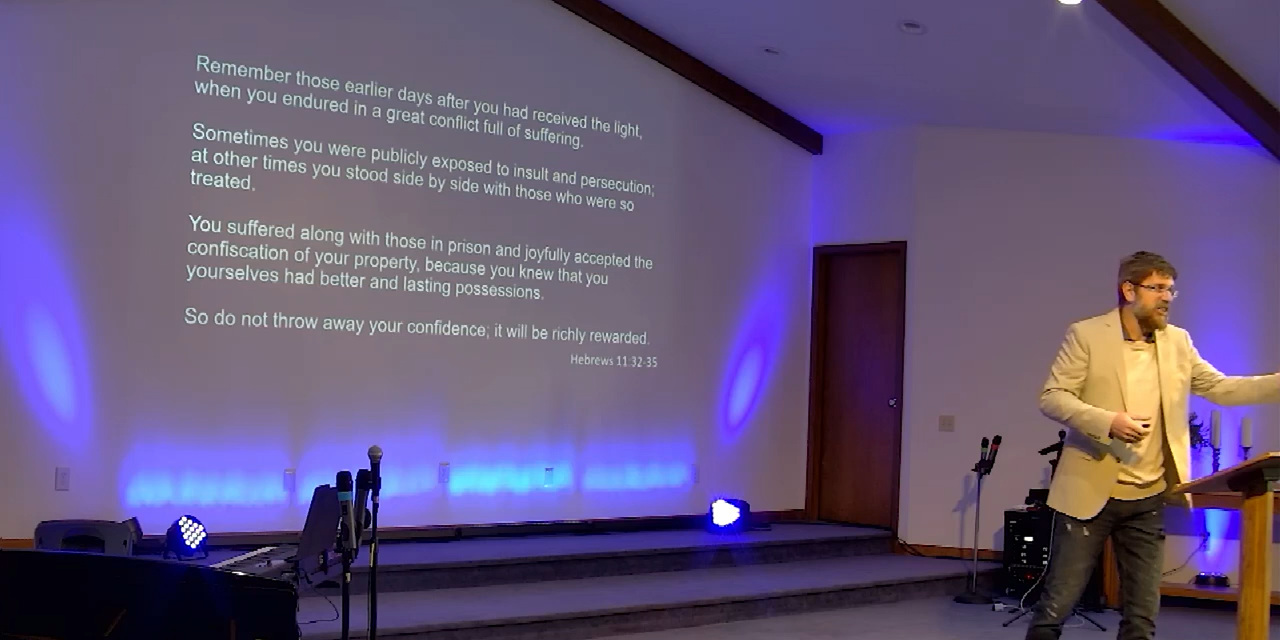 Remember those earlier days after you had received the light,
when you endured in a great conflict full of suffering.
Sometimes you were publicly exposed to insult and persecution;
at other times you stood side by side with those who were so
treated.
You suffered along with those in prison and joyfully accepted the
confiscation of your property, because you knew that you
yourselves had better and lasting possessions.
So do not throw away your confidence; it will be richly rewarded.
Hebrews 11:32-35